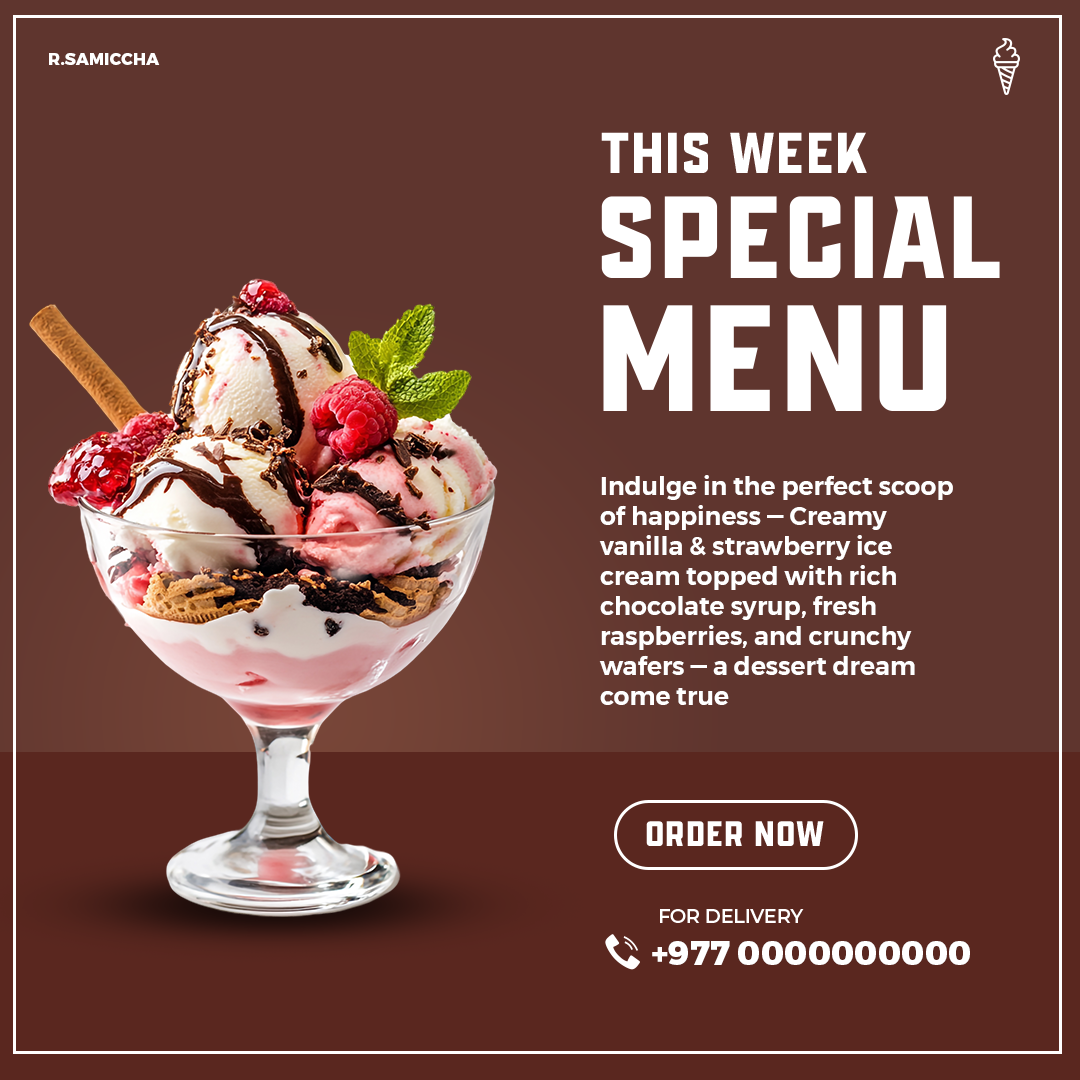 R.SAMICCHA
THIS WEEK
SPECIAL
MENU
Indulge in the perfect scoop
of happiness — Creamy
vanilla & strawberry ice
cream topped with rich
chocolate syrup, fresh
raspberries, and crunchy
wafers — a dessert dream
come true
ORDER NOW
FOR DELIVERY
+977 0000000000